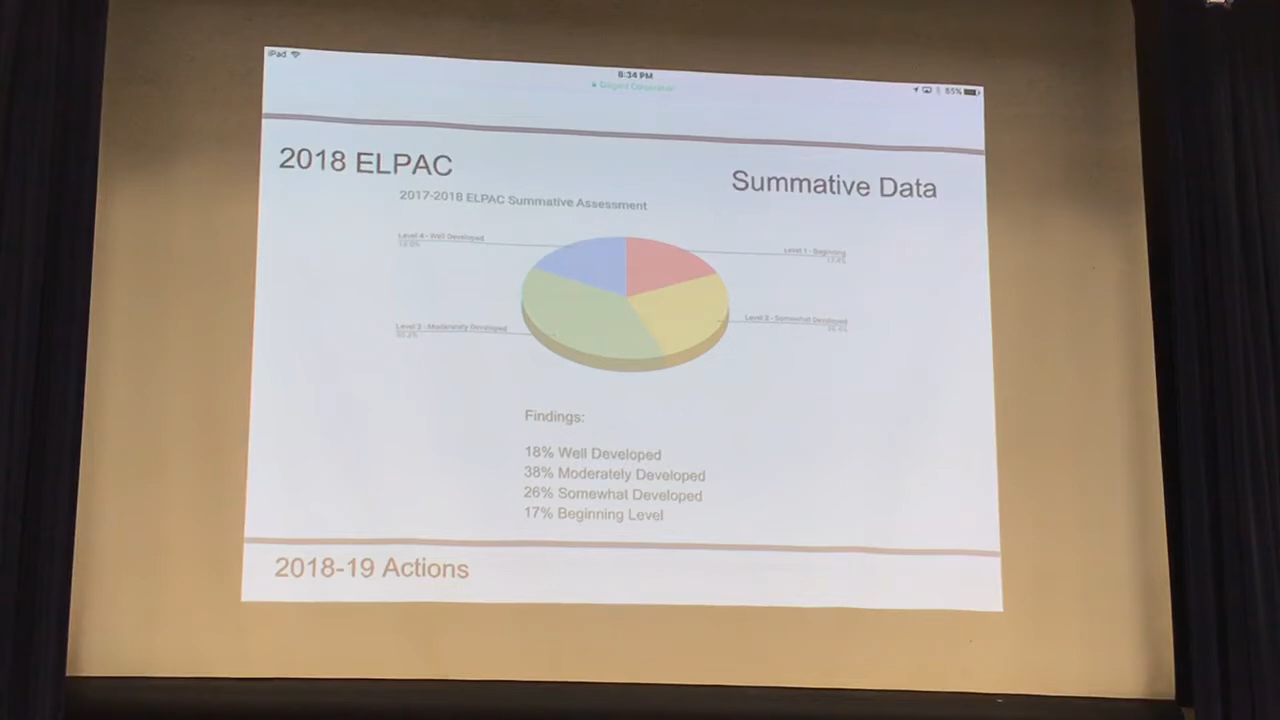 iPad
8:34 PM
85%
2018 ELPAC
Summative Data
2017-2018 ELPAC Summative Assessment
Level 4 - Well Developed
Level 1 - Beginning
Level 2 - Somewhat Developed
Level 3 - Moderately Developed
Findings:
18% Well Developed
38% Moderately Developed
26% Somewhat Developed
17% Beginning Level
2018-19 Actions